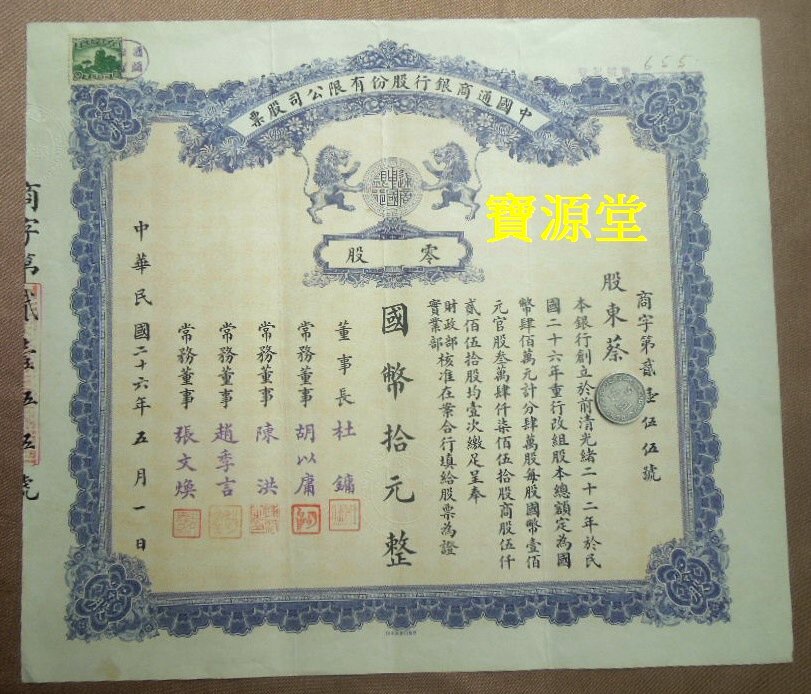 中國通商銀行股份有限公司股票
655
寶源堂
零股
商字第貳壹伍伍號
股東蔡
本銀行創立於前清光緒二十二年於民
國二十六年重行改組股本總額定為國
幣肆佰萬元計分肆萬股每股國幣壹佰
元官股叁萬肆仟柒佰伍拾股商股伍仟
貳佰伍拾股均壹次繳足呈奉
財政部
實業部
核准在案合行填給股票為證
國幣拾元整
董事長 杜鏞
常務董事 胡以庸
常務董事 陳洪
常務董事 趙季言
常務董事 張文煥
中華民國二十六年五月一日
商字第貳壹伍伍號